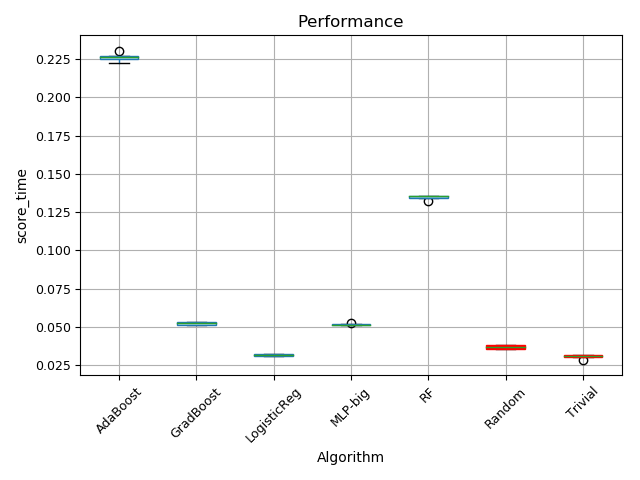 Performance
score_time
0.225
0.200
0.175
0.150
0.125
0.100
0.075
0.050
0.025
AdaBoost
GradBoost
LogisticReg
MLP-big
RF
Random
Trivial
Algorithm